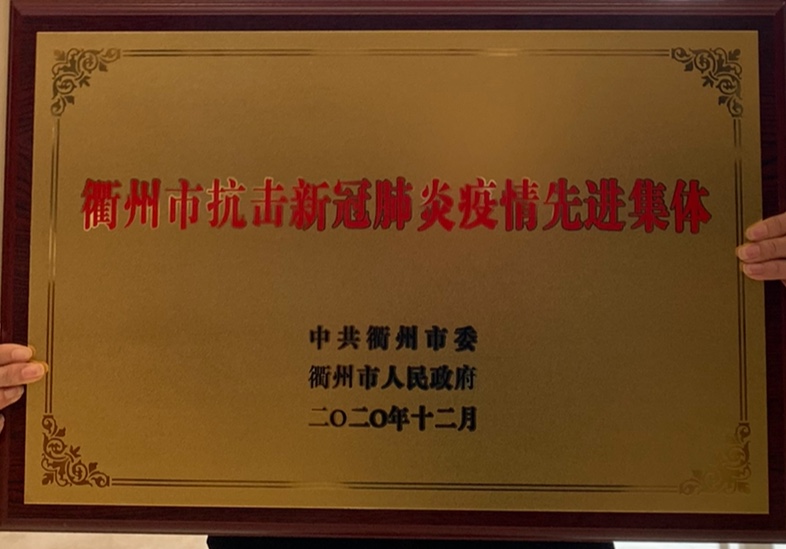 衢州市抗击新冠肺炎疫情先进集体
中共衢州市委
衢州市人民政府
二〇二〇年十二月